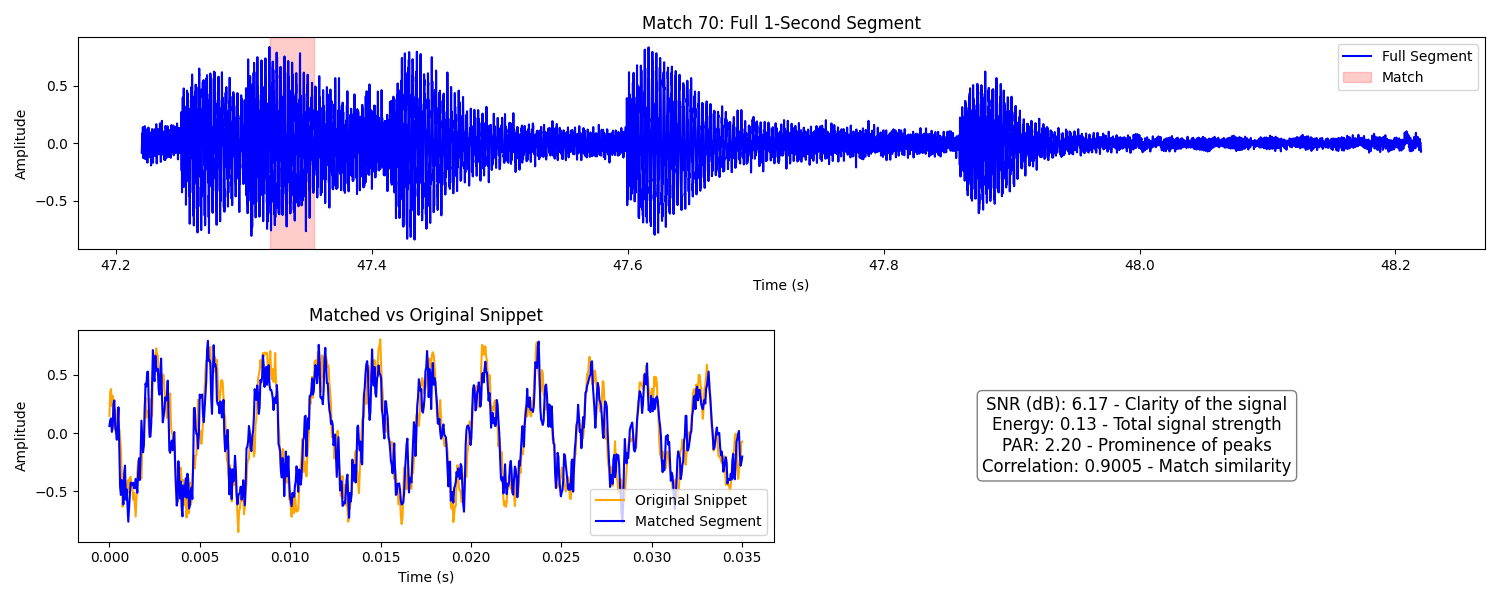 Match 70: Full 1-Second Segment
Amplitude
0.5
0.0
−0.5
Full Segment
Match
47.2 47.4 47.6 47.8 48.0 48.2
Time (s)
Matched vs Original Snippet
Amplitude
0.5
0.0
−0.5
Original Snippet
Matched Segment
0.000 0.005 0.010 0.015 0.020 0.025 0.030 0.035
Time (s)
SNR (dB): 6.17 - Clarity of the signal
Energy: 0.13 - Total signal strength
PAR: 2.20 - Prominence of peaks
Correlation: 0.9005 - Match similarity